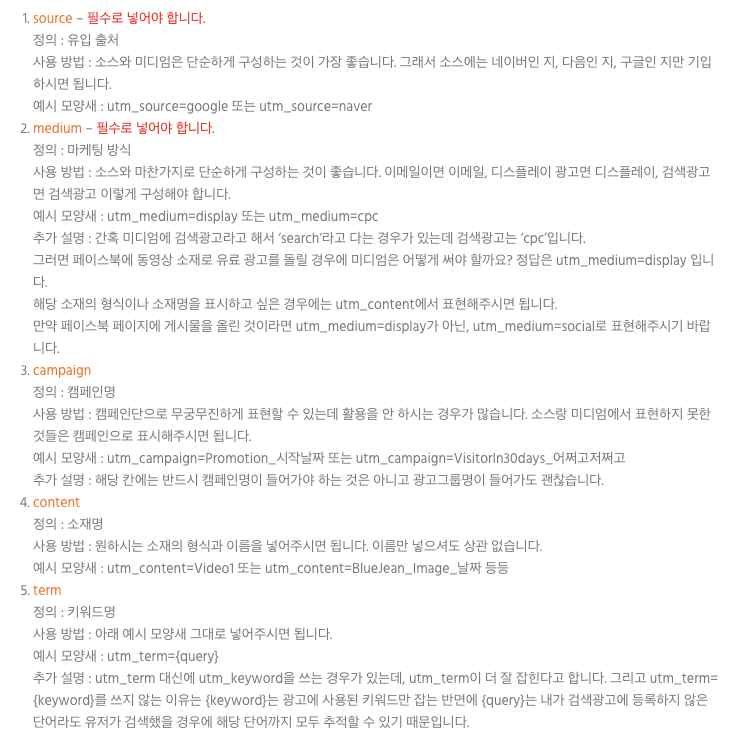 1. source – 필수로 넣어야 합니다.
정의 : 유입 출처
사용 방법 : 소스와 미디엄은 단순하게 구성하는 것이 가장 좋습니다. 그래서 소스에는 네이버인 지, 다음인 지, 구글인 지만 기입
하시면 됩니다.
예시 모양새 : utm_source=google 또는 utm_source=naver
2. medium – 필수로 넣어야 합니다.
정의 : 마케팅 방식
사용 방법 : 소스와 마찬가지로 단순하게 구성하는 것이 좋습니다. 이메일이면 이메일, 디스플레이 광고면 디스플레이, 검색광고
면 검색광고 이렇게 구성해야 합니다.
예시 모양새 : utm_medium=display 또는 utm_medium=cpc
추가 설명 : 간혹 미디엄에 검색광고라고 해서 ‘search’라고 다는 경우가 있는데 검색광고는 ‘cpc’입니다.
그러면 페이스북에 동영상 소재로 유료 광고를 돌릴 경우에 미디엄은 어떻게 써야 할까요? 정답은 utm_medium=display 입니
다.
해당 소재의 형식이나 소재명을 표시하고 싶은 경우에는 utm_content에서 표현해주시면 됩니다.
만약 페이스북 페이지에 게시물을 올린 것이라면 utm_medium=display가 아닌, utm_medium=social로 표현해주시기 바랍
니다.
3. campaign
정의 : 캠페인명
사용 방법 : 캠페인단으로 무궁무진하게 표현할 수 있는데 활용을 안 하시는 경우가 많습니다. 소스랑 미디엄에서 표현하지 못한
것들은 캠페인으로 표시해주시면 됩니다.
예시 모양새 : utm_campaign=Promotion_시작날짜 또는 utm_campaign=VisitorIn30days_어쩌고저쩌고
추가 설명 : 해당 칸에는 반드시 캠페인명이 들어가야 하는 것은 아니고 광고그룹명이 들어가도 괜찮습니다.
4. content
정의 : 소재명
사용 방법 : 원하시는 소재의 형식과 이름을 넣어주시면 됩니다. 이름만 넣으셔도 상관 없습니다.
예시 모양새 : utm_content=Video1 또는 utm_content=BlueJean_Image_날짜 등등
5. term
정의 : 키워드명
사용 방법 : 아래 예시 모양새 그대로 넣어주시면 됩니다.
예시 모양새 : utm_term={query}
추가 설명 : utm_term 대신에 utm_keyword을 쓰는 경우가 있는데, utm_term이 더 잘 잡힌다고 합니다. 그리고 utm_term=
{keyword}를 쓰지 않는 이유는 {keyword}는 광고에 사용된 키워드만 잡는 반면에 {query}는 내가 검색광고에 등록하지 않은
단어라도 유저가 검색했을 경우에 해당 단어까지 모두 추적할 수 있기 때문입니다.